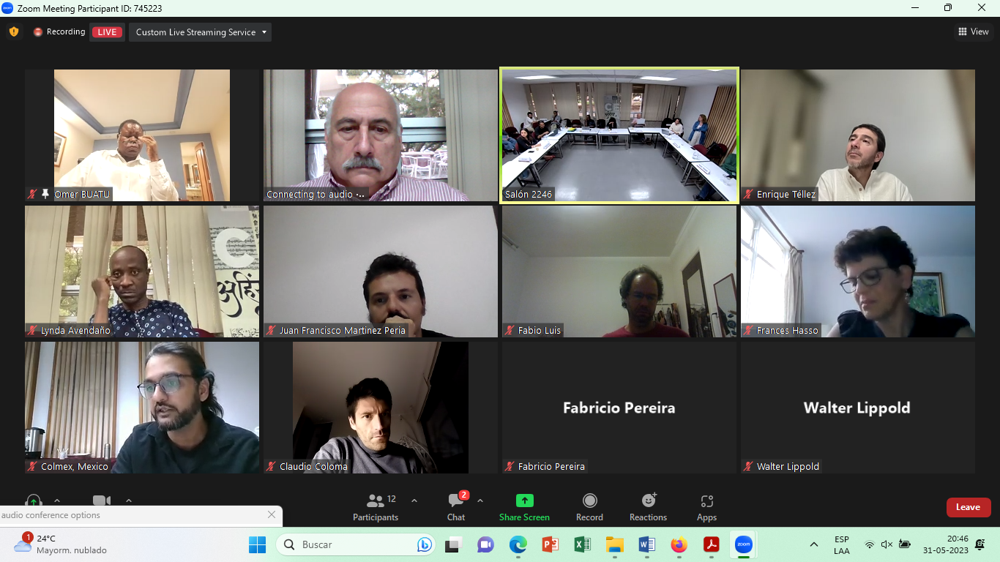 Zoom Meeting Participant ID: 745223
Recording
LIVE
Custom Live Streaming Service
View
Omer BUATU
Connecting to audio ···
CE
Salón 2246
Enrique Téllez
Lynda Avendaño
Juan Francisco Martinez Peria
Fabio Luis
Frances Hasso
Colmex, Mexico
Claudio Coloma
Fabricio Pereira
Fabricio Pereira
Walter Lippold
Walter Lippold
12
Participants
2
Chat
Share Screen
Record
Reactions
Apps
Leave
audio conference options
1
24°C
Mayorm. nublado
Buscar
zoom
ESP
LAA
20:46
31-05-2023